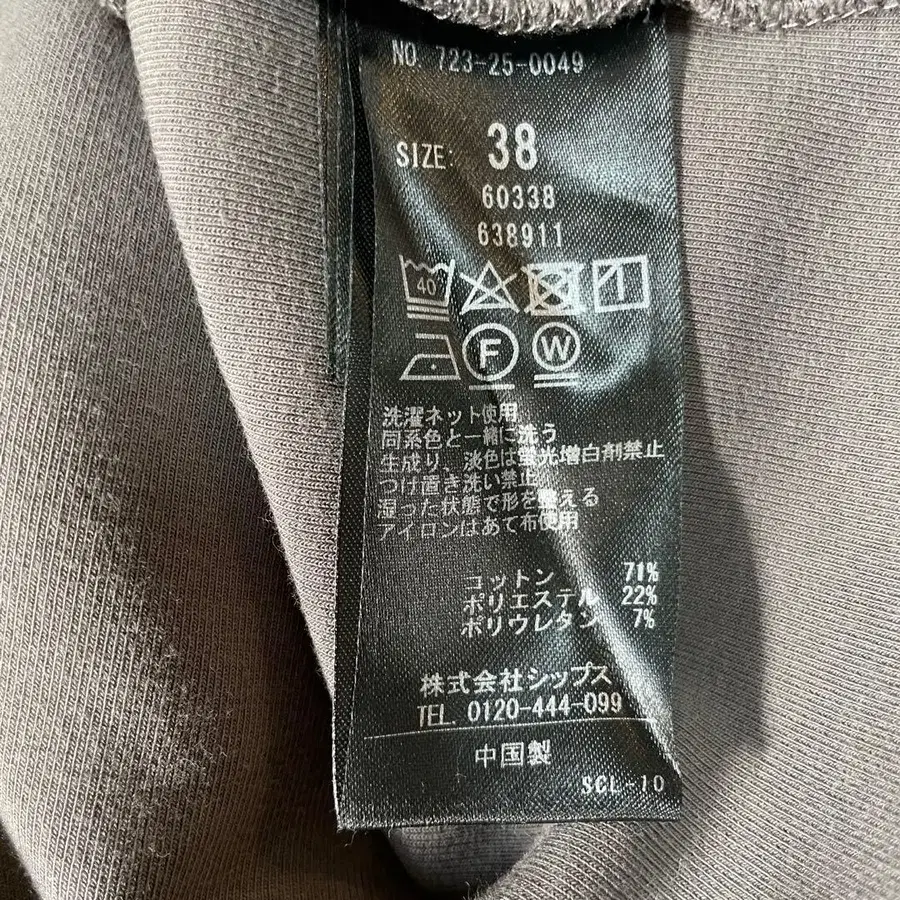 NO. 723-25-0049
SIZE: 38
60338
638911
40
F W
洗濯ネット使用
同系色と一緒に洗う
生成り、淡色は蛍光増白剤禁止
つけ置き洗い禁止
湿った状態で形を整える
アイロンはあて布使用
コットン 71%
ポリエステル 22%
ポリウレタン 7%
株式会社シップス
TEL. 0120-444-099
中国製
SCL-10